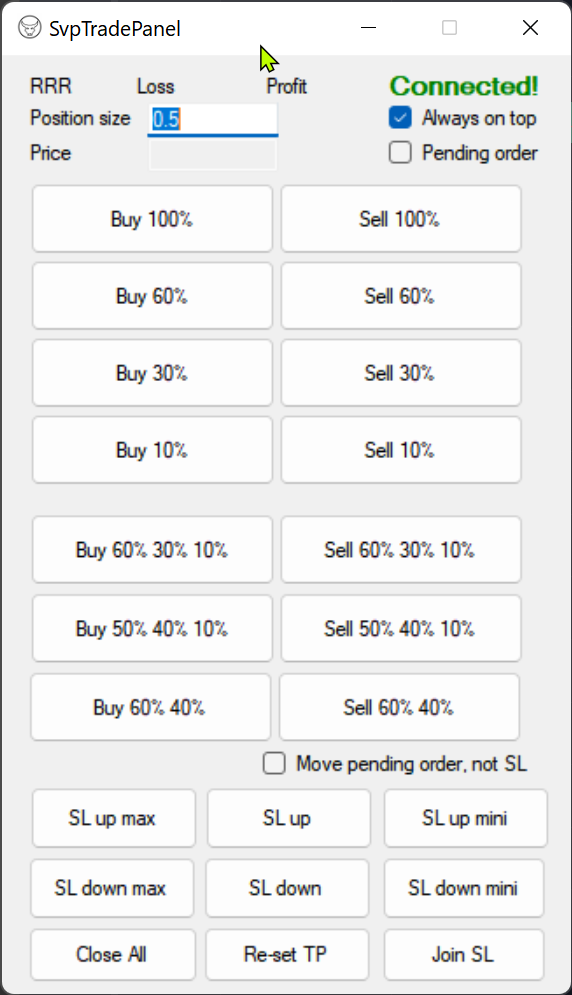 SvpTradePanel
RRR Loss Profit Connected!
Position size 0.5 Always on top
Price Pending order
Buy 100% Sell 100%
Buy 60% Sell 60%
Buy 30% Sell 30%
Buy 10% Sell 10%
Buy 60% 30% 10% Sell 60% 30% 10%
Buy 50% 40% 10% Sell 50% 40% 10%
Buy 60% 40% Sell 60% 40%
Move pending order, not SL
SL up max SL up SL up mini
SL down max SL down SL down mini
Close All Re-set TP Join SL